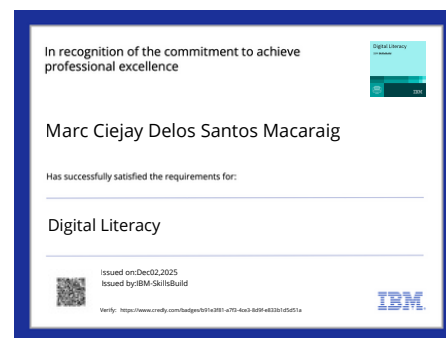 In recognition of the commitment to achieve
professional excellence
Digital Literacy
IBM
Marc Ciejay Delos Santos Macaraig
Has successfully satisfied the requirements for:
Digital Literacy
Issued on:Dec02,2025
Issued by:IBM-SkillsBuild
Verify: https://www.credly.com/badges/b91e3f81-a7f3-4ce3-8d9f-e833b1d5d51a
IBM